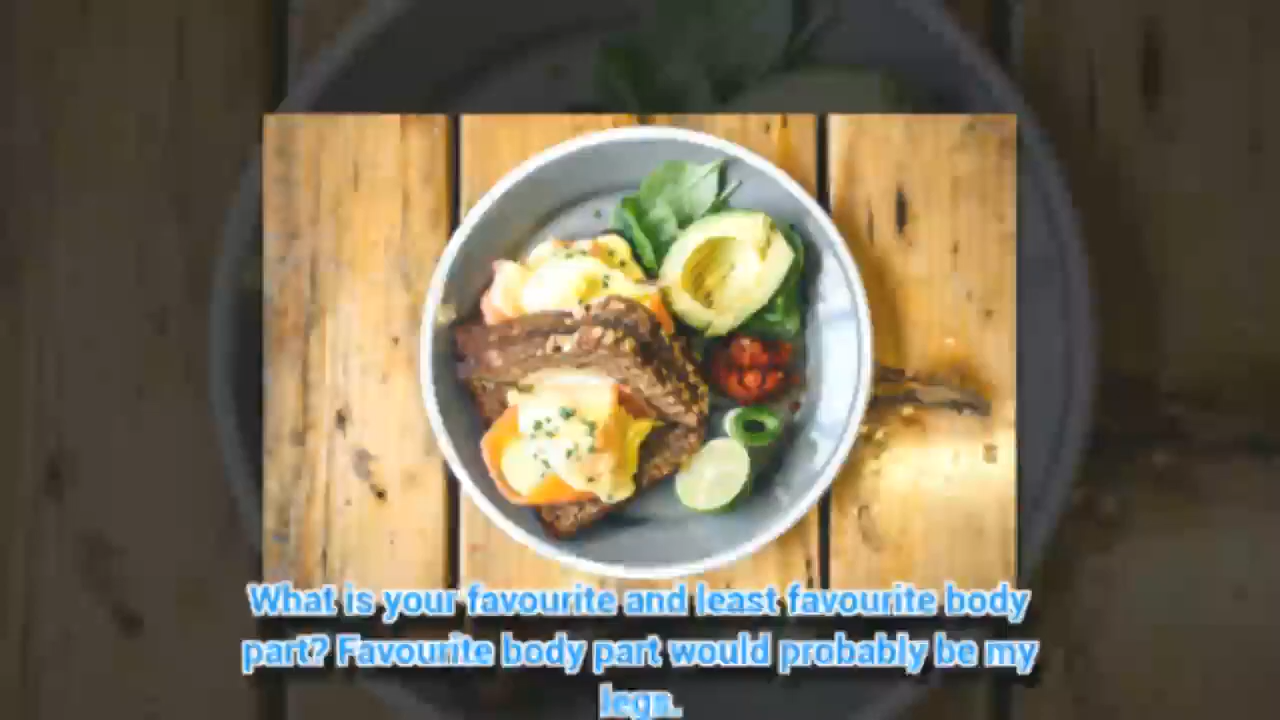 What is your favourite and least favourite body
part? Favourite body part would probably be my
legs.